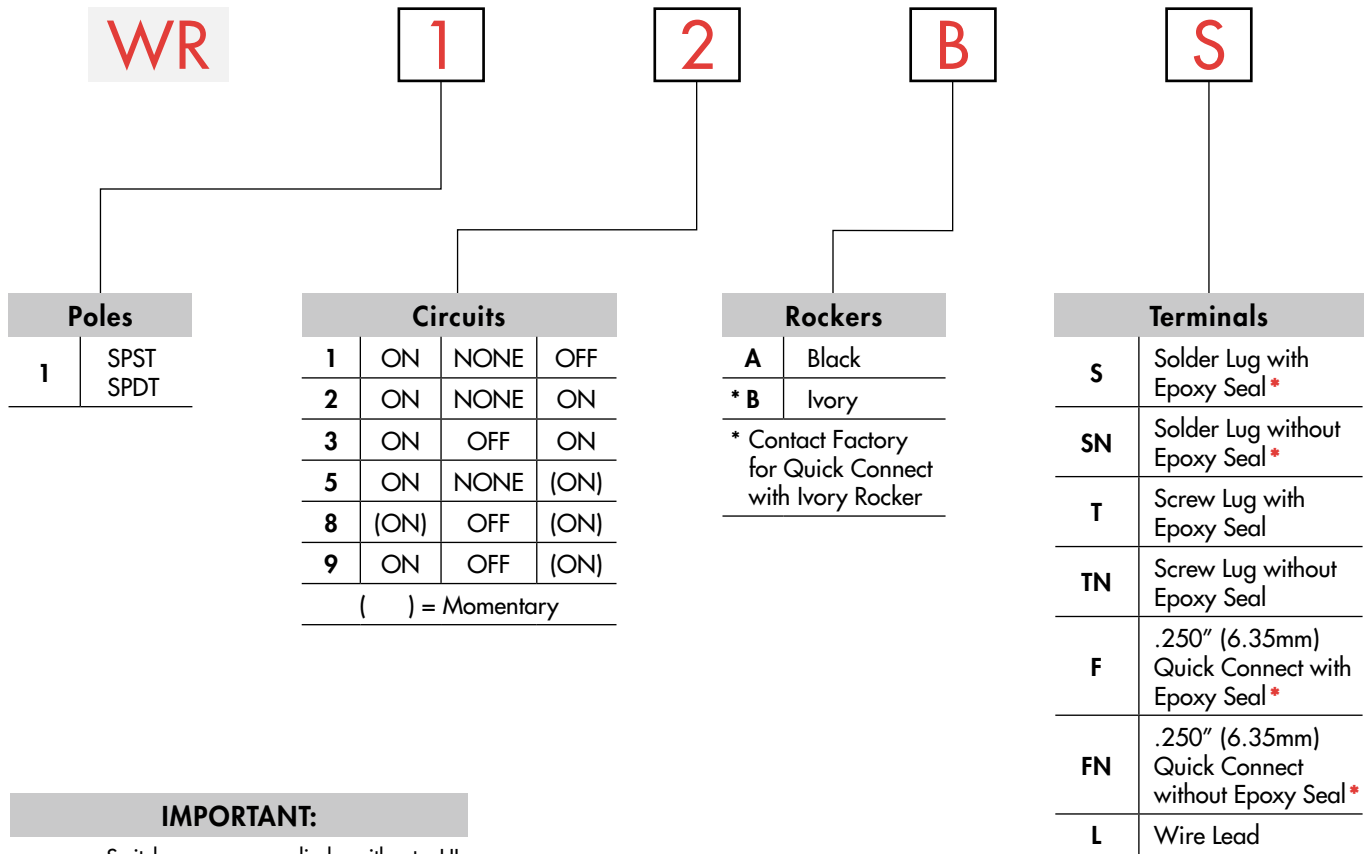 WR 1 2 B S
Poles
1 SPST
SPDT
Circuits
1 ON NONE OFF
2 ON NONE ON
3 ON OFF ON
5 ON NONE (ON)
8 (ON) OFF (ON)
9 ON OFF (ON)
( ) = Momentary
Rockers
A Black
* B Ivory
* Contact Factory
for Quick Connect
with Ivory Rocker
Terminals
S Solder Lug with
Epoxy Seal *
SN Solder Lug without
Epoxy Seal *
T Screw Lug with
Epoxy Seal
TN Screw Lug without
Epoxy Seal
F .250” (6.35mm)
Quick Connect with
Epoxy Seal *
FN .250” (6.35mm)
Quick Connect
without Epoxy Seal *
L Wire Lead
IMPORTANT: